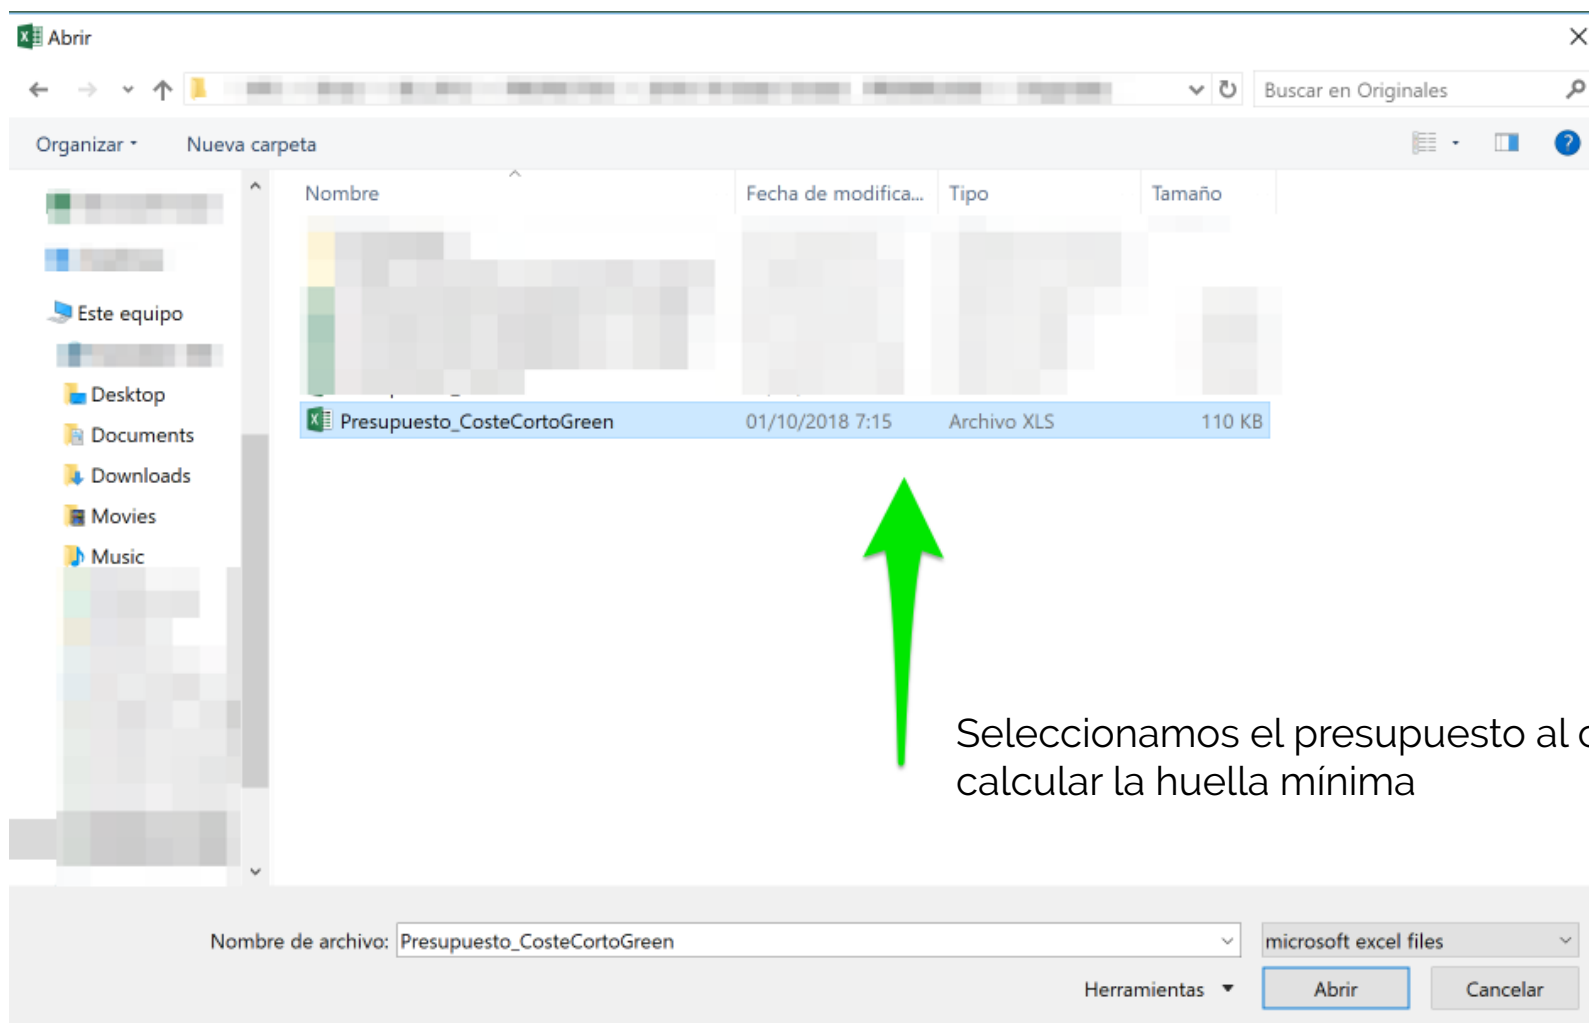 Abrir
Buscar en Originales
Organizar Nueva carpeta
Nombre Fecha de modifica... Tipo Tamaño
Este equipo
Desktop
Documents
Downloads
Movies
Music
Presupuesto_CosteCortoGreen 01/10/2018 7:15 Archivo XLS 110 KB
Seleccionamos el presupuesto al
calcular la huella mínima
Nombre de archivo: Presupuesto_CosteCortoGreen microsoft excel files
Herramientas Abrir Cancelar